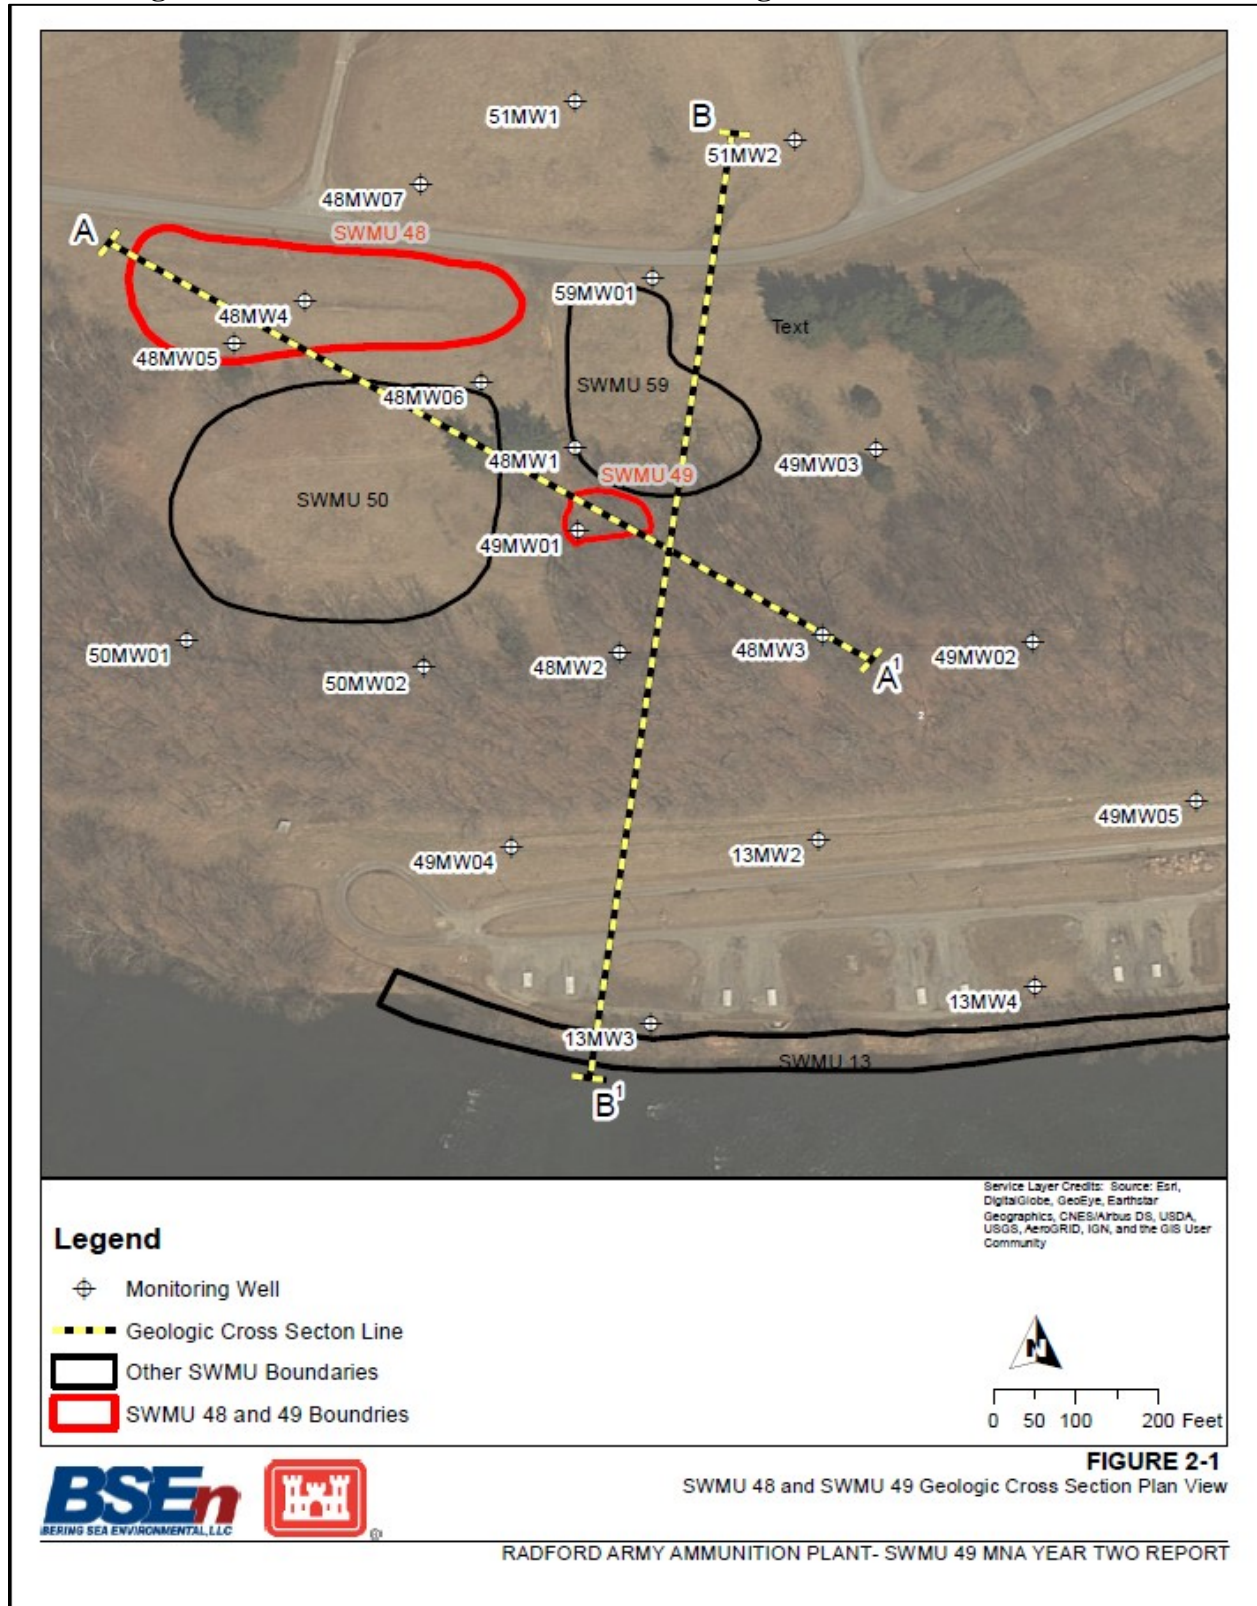 51MW1
B
51MW2
48MW07
A
SWMU 48
59MW01
48MW4
Text
48MW05
SWMU 59
48MW06
48MW1
49MW03
SWMU 49
SWMU 50
49MW01
50MW01
48MW2
48MW3
49MW02
50MW02
A1
2
49MW05
49MW04
13MW2
13MW4
13MW3
SWMU 13
B1
Service Layer Credits: Source: Esri,
DigitalGlobe, GeoEye, Earthstar
Geographics, CNES/Airbus DS, USDA,
USGS, AeroGRID, IGN, and the GIS User
Community
Legend
Monitoring Well
Geologic Cross Secton Line
Other SWMU Boundaries
SWMU 48 and 49 Boundries
N
0 50 100 200 Feet
FIGURE 2-1
SWMU 48 and SWMU 49 Geologic Cross Section Plan View
BSEn
BERING SEA ENVIRONMENTAL, LLC
®
RADFORD ARMY AMMUNITION PLANT- SWMU 49 MNA YEAR TWO REPORT